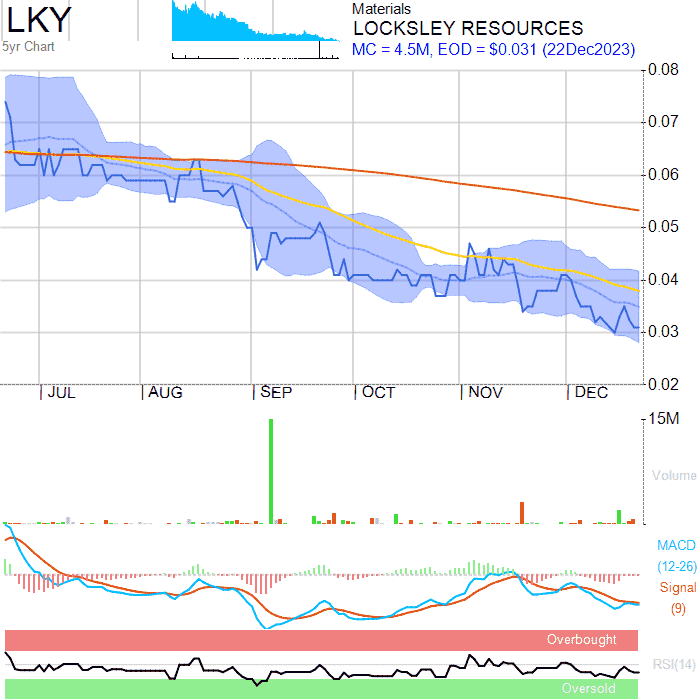 LKY
5yr Chart
Materials
LOCKSLEY RESOURCES
MC = 4.5M, EOD = $0.031 (22Dec2023)
0.08
0.07
0.06
0.05
0.04
0.03
0.02
JUL AUG SEP OCT NOV DEC
15M
Volume
MACD
(12-26)
Signal
(9)
Overbought
RSI(14)
Oversold